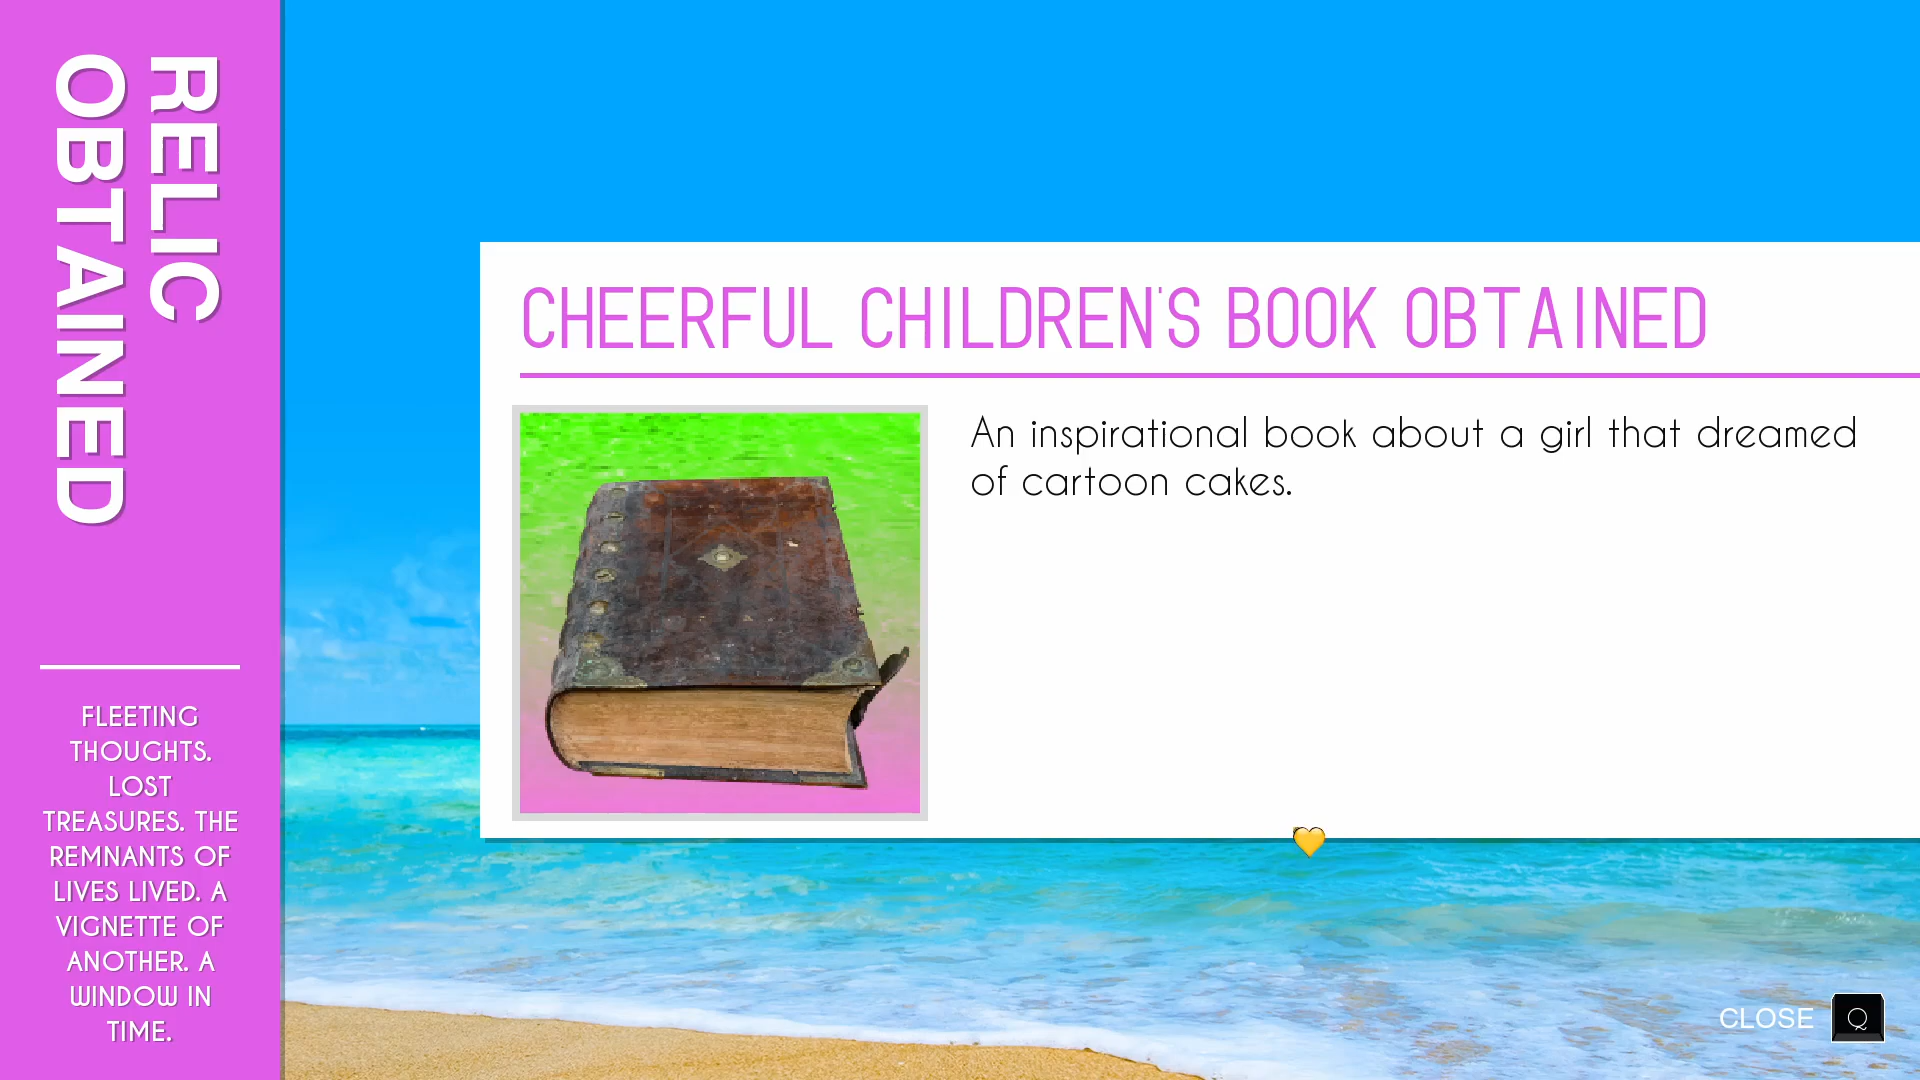 RELIC
OBTAINED
FLEETING
THOUGHTS.
LOST
TREASURES. THE
REMNANTS OF
LIVES LIVED. A
VIGNETTE OF
ANOTHER. A
WINDOW IN
TIME.
CHEERFUL CHILDREN'S BOOK OBTAINED
An inspirational book about a girl that dreamed
of cartoon cakes.
CLOSE Q